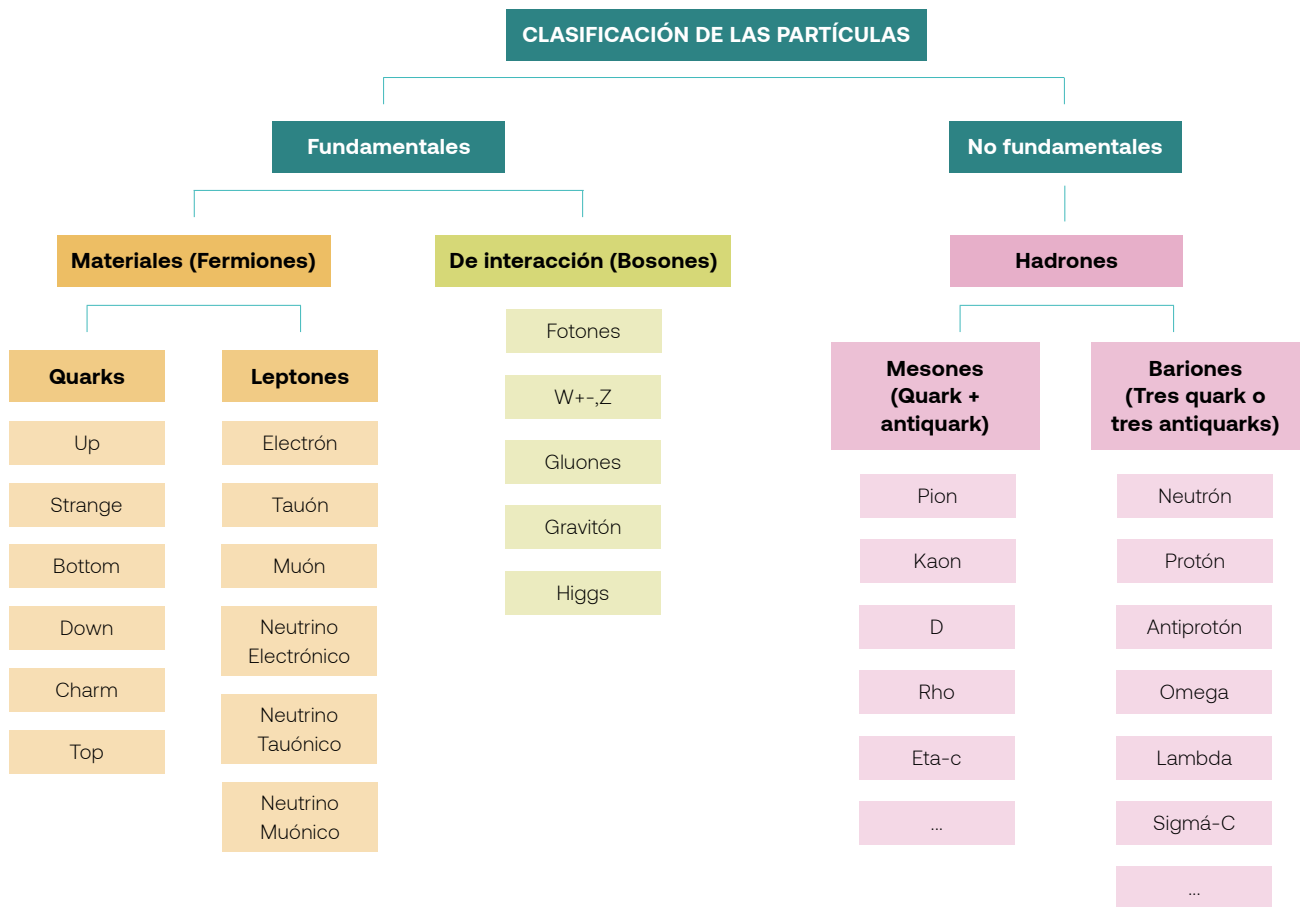 CLASIFICACIÓN DE LAS PARTÍCULAS
Fundamentales
No fundamentales
Materiales (Fermiones)
De interacción (Bosones)
Hadrones
Quarks
Up
Strange
Bottom
Down
Charm
Top
Leptones
Electrón
Tauón
Muón
Neutrino
Electrónico
Neutrino
Tauónico
Neutrino
Muónico
Fotones
W+-,Z
Gluones
Gravitón
Higgs
Mesones
(Quark +
antiquark)
Pion
Kaon
D
Rho
Eta-c
...
Bariones
(Tres quark o
tres antiquarks)
Neutrón
Protón
Antiprotón
Omega
Lambda
Sigmá-C
...